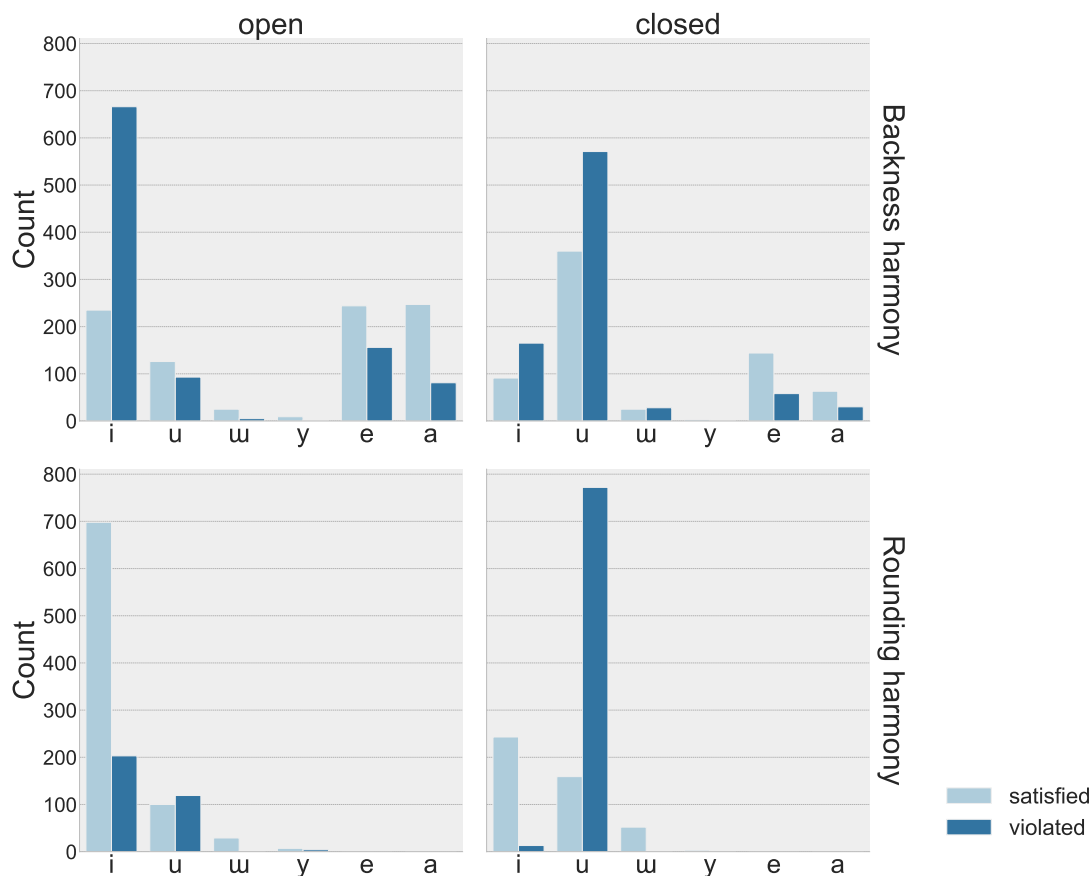 open
closed
800
700
600
500
400
300
200
100
0
Count
i u ɯ y e a
i u ɯ y e a
Backness harmony
800
700
600
500
400
300
200
100
0
Count
i u ɯ y e a
i u ɯ y e a
Rounding harmony
satisfied
violated